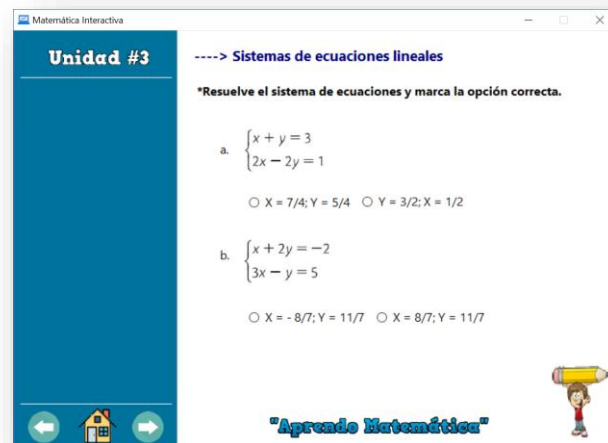 Matemática Interactiva
Unidad #3
----> Sistemas de ecuaciones lineales
*Resuelve el sistema de ecuaciones y marca la opción correcta.
a.
x + y = 3
2x − 2y = 1
X = 7/4; Y = 5/4 Y = 3/2; X = 1/2
b.
x + 2y = −2
3x − y = 5
X = - 8/7; Y = 11/7 X = 8/7; Y = 11/7
"Aprendo Matemática"